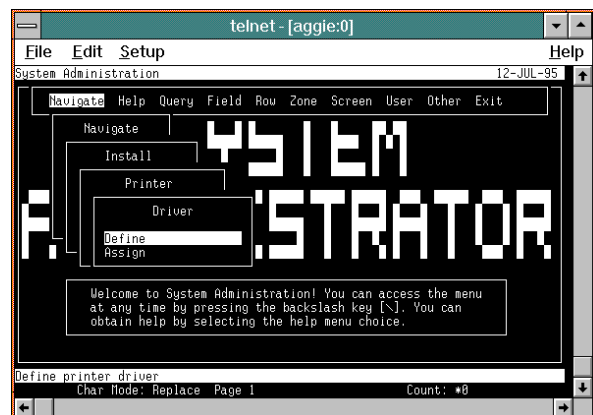 telnet - [aggie:0]
File Edit Setup Help
System Administration 12-JUL-95
Navigate Help Query Field Row Zone Screen User Other Exit
Navigate
Install
Printer
Driver
Define
Assign
Welcome to System Administration! You can access the menu
at any time by pressing the backslash key [\]. You can
obtain help by selecting the help menu choice.
Define printer driver
Char Mode: Replace Page 1 Count: *0